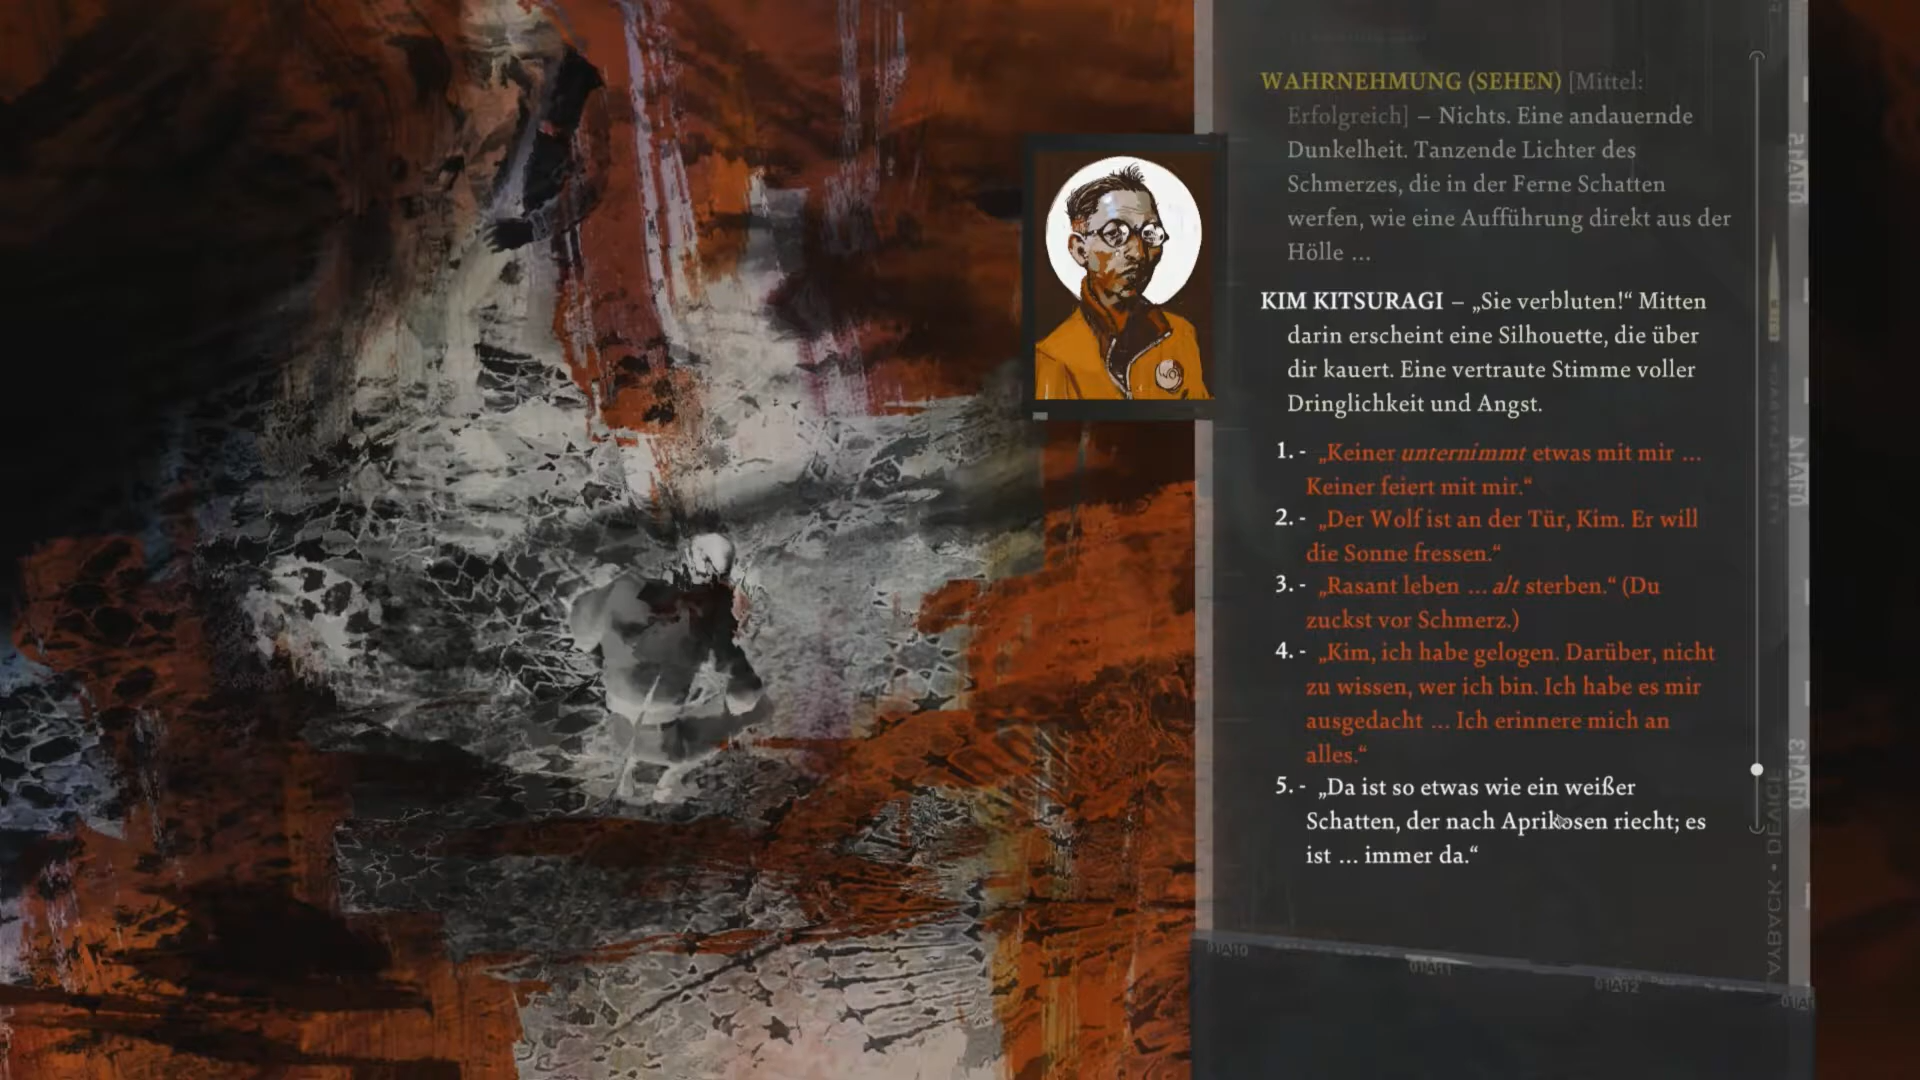 WAHRNEHMUNG (SEHEN) [Mittel:
Erfolgreich] – Nichts. Eine andauernde
Dunkelheit. Tanzende Lichter des
Schmerzes, die in der Ferne Schatten
werfen, wie eine Aufführung direkt aus der
Hölle ...
KIM KITSURAGI – „Sie verbluten!“ Mitten
darin erscheint eine Silhouette, die über
dir kauert. Eine vertraute Stimme voller
Dringlichkeit und Angst.
1. - „Keiner unternimmt etwas mit mir ...
Keiner feiert mit mir.“
2. - „Der Wolf ist an der Tür, Kim. Er will
die Sonne fressen.“
3. - „Rasant leben ... alt sterben.“ (Du
zuckst vor Schmerz.)
4. - „Kim, ich habe gelogen. Darüber, nicht
zu wissen, wer ich bin. Ich habe es mir
ausgedacht ... Ich erinnere mich an
alles.“
5. - „Da ist so etwas wie ein weißer
Schatten, der nach Aprikosen riecht; es
ist ... immer da.“